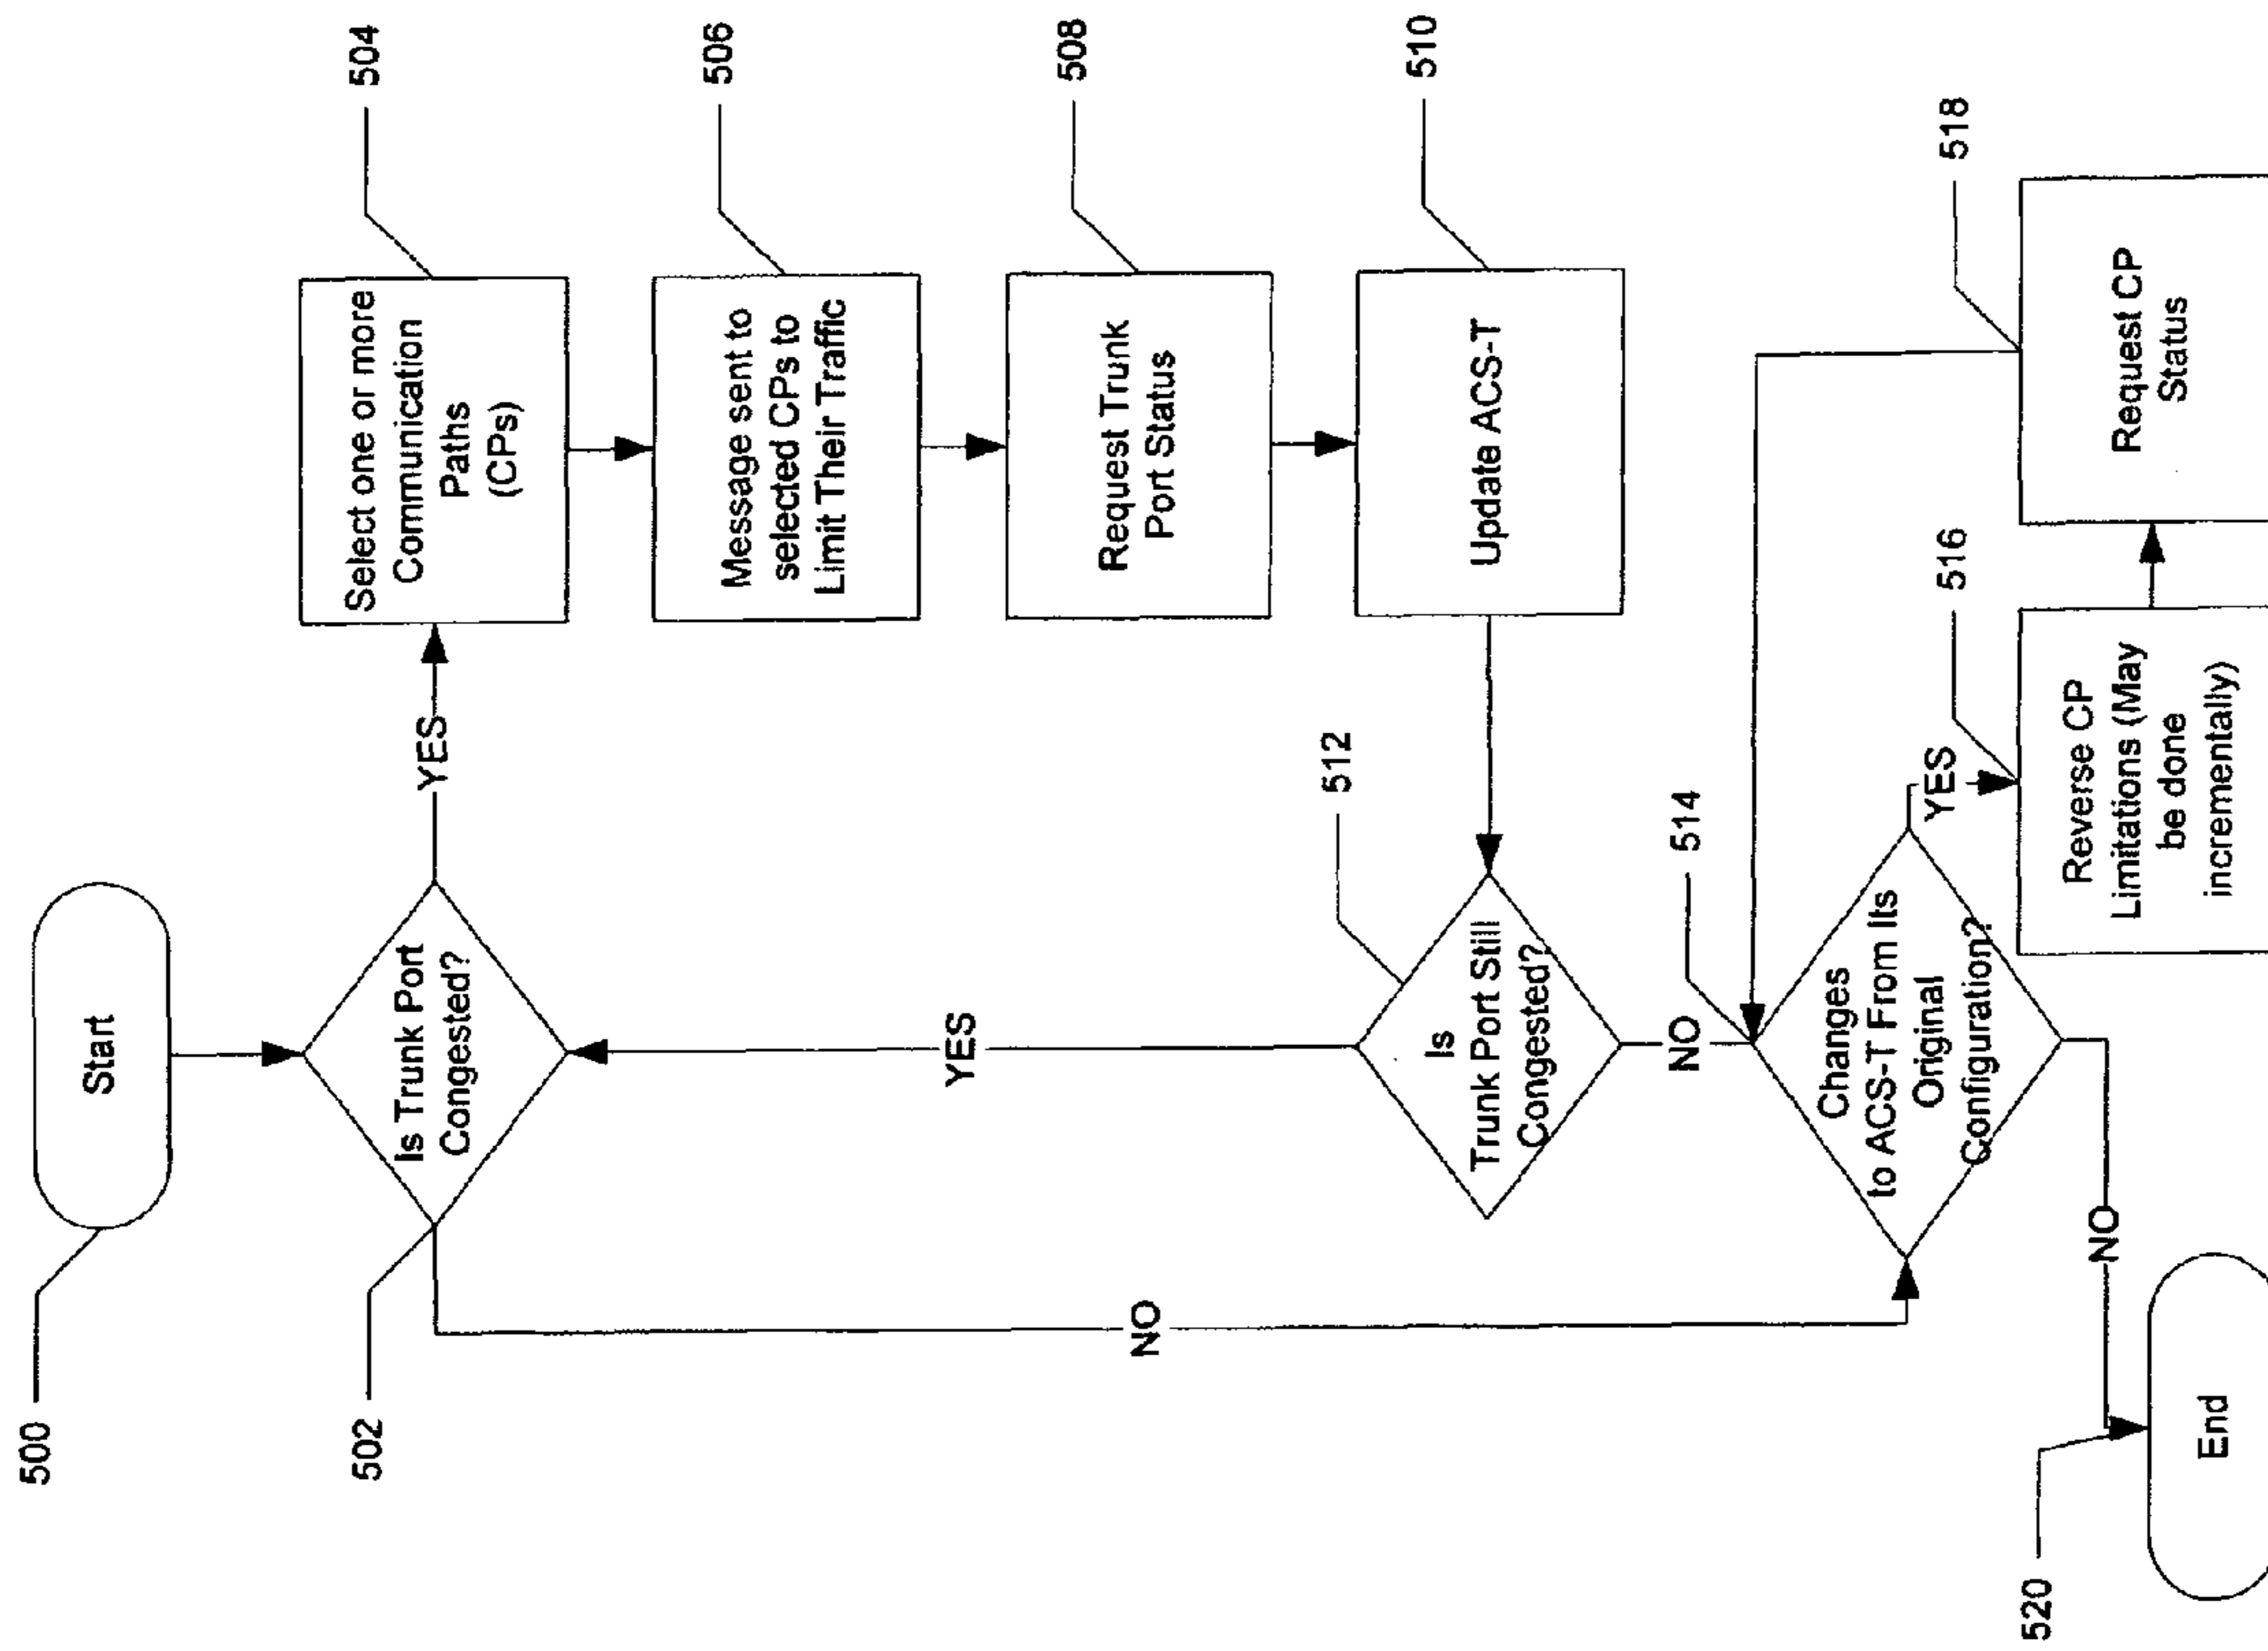 500
Start
502
Is Trunk Port
Congested?
YES
NO
504
Select one or more
Communication
Paths
(CPs)
506
Message sent to
selected CPs to
Limit Their Traffic
508
Request Trunk
Port Status
510
Update ACS-T
512
Is
Trunk Port Still
Congested?
YES
NO
514
Changes
to ACS-T From Its
Original
Configuration?
YES
NO
516
Reverse CP
Limitations (May
be done
incrementally)
518
Request CP
Status
520
End